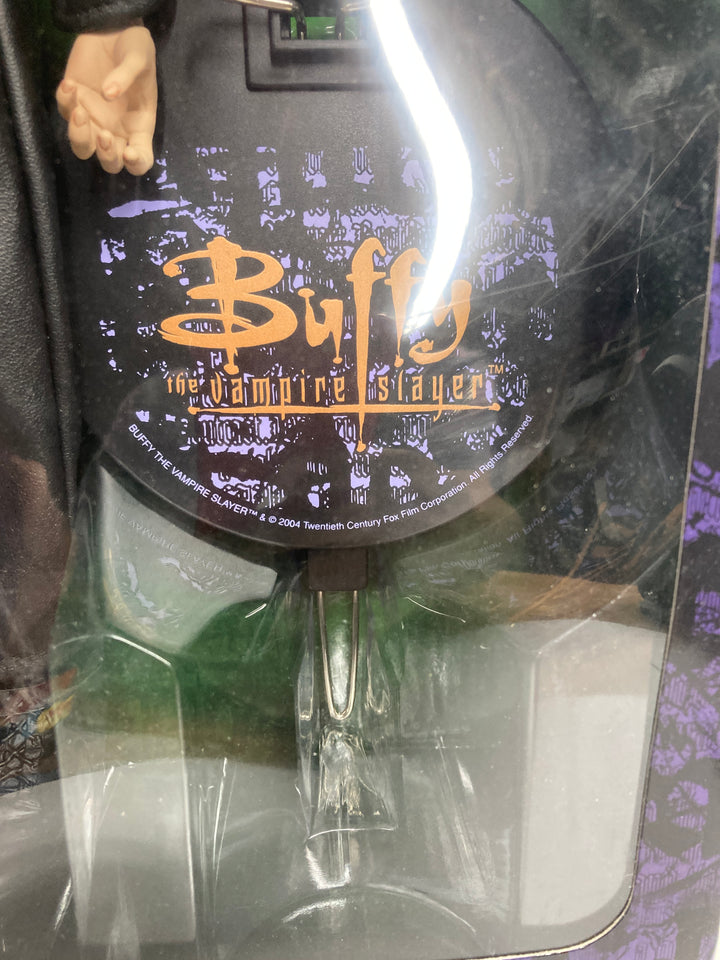 Buffy
the vampire slayer™
BUFFY THE VAMPIRE SLAYER™ & © 2004 Twentieth Century Fox Film Corporation. All Rights Reserved.